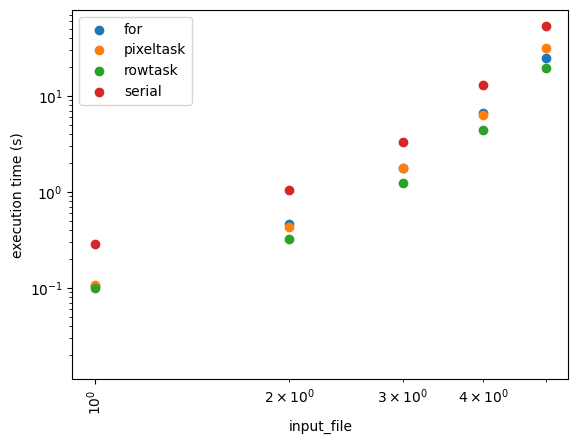 for
pixeltask
rowtask
serial
execution time (s)
10¹
10⁰
10⁻¹
10⁰
2 × 10⁰
3 × 10⁰
4 × 10⁰
input_file